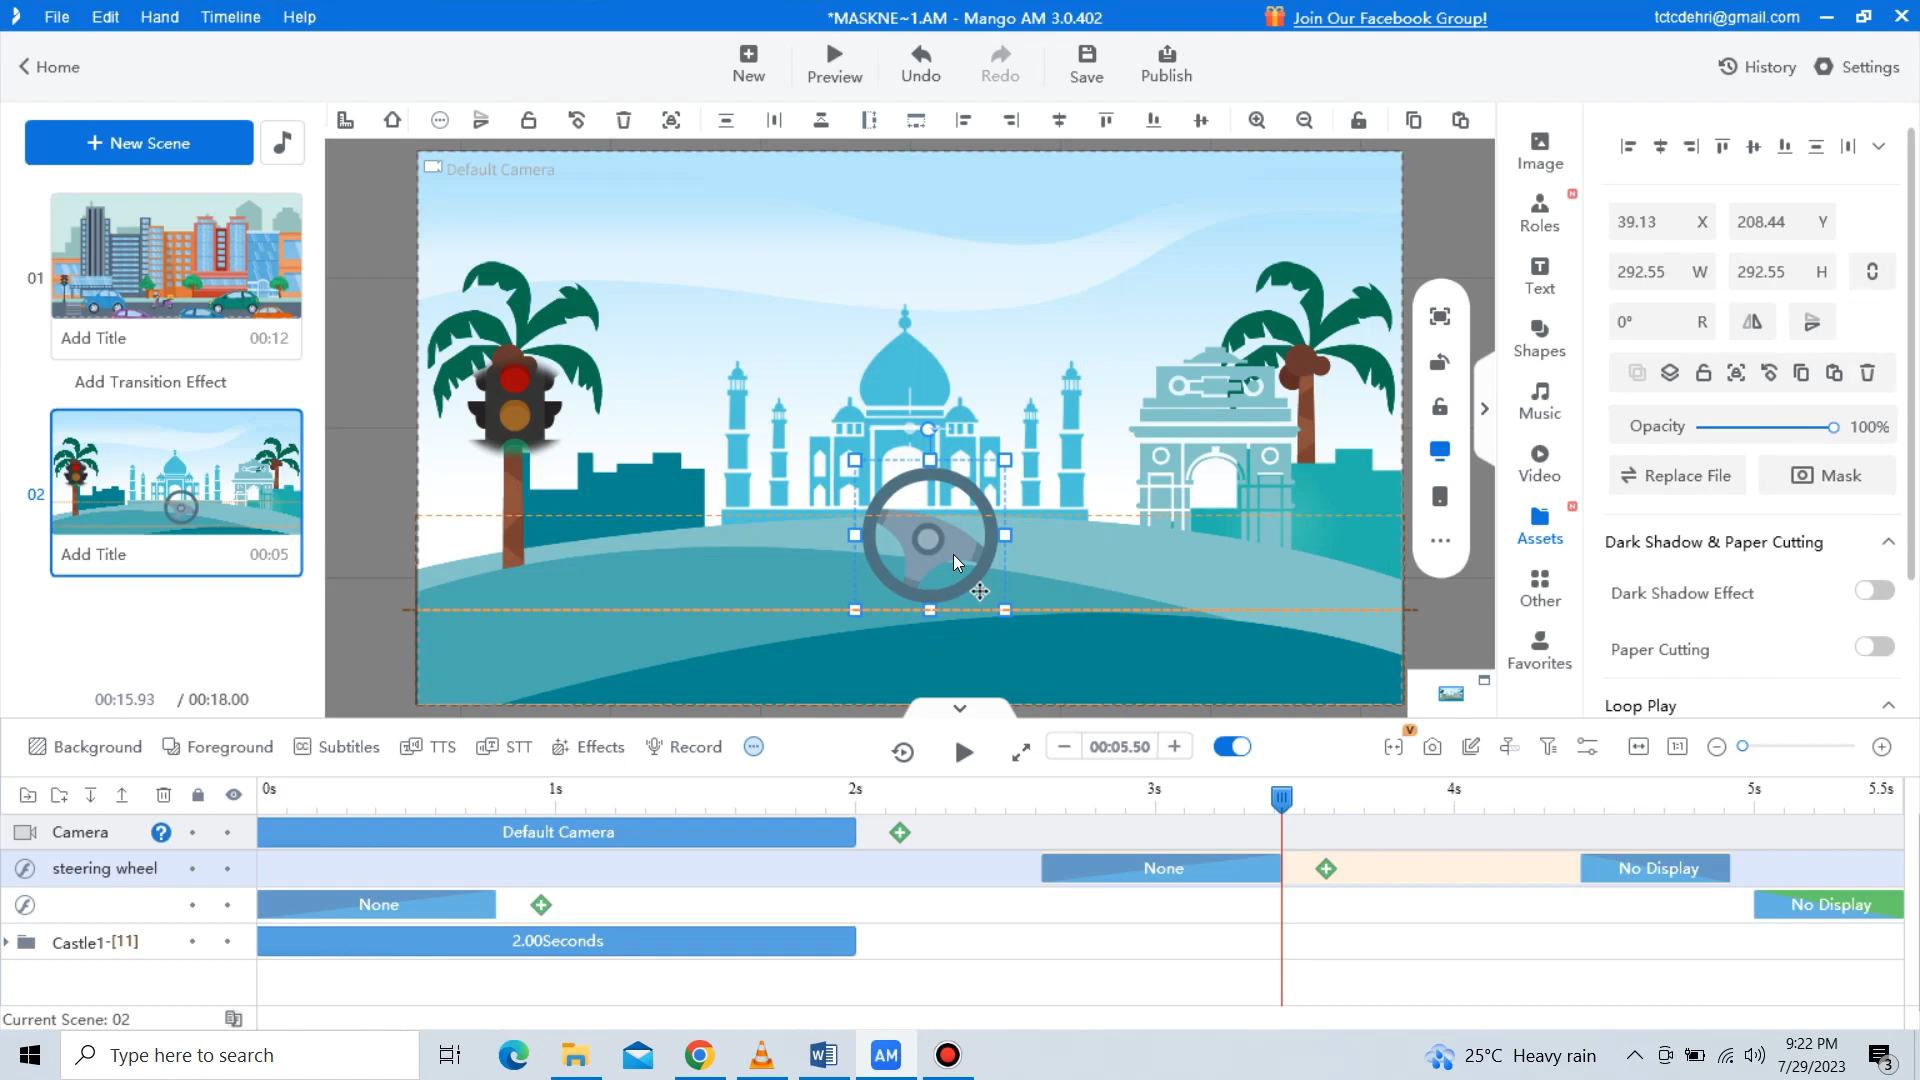 File Edit Hand Timeline Help
*MASKNE~1.AM - Mango AM 3.0.402
Join Our Facebook Group!
tctcdehri@gmail.com
Home
New
Preview
Undo
Redo
Save
Publish
History
Settings
+ New Scene
01
Add Title 00:12
Add Transition Effect
02
Add Title 00:05
00:15.93 / 00:18.00
Default Camera
Image
Roles
Text
Shapes
Music
Video
Assets
Other
Favorites
39.13 X 208.44 Y
292.55 W 292.55 H
0° R
Opacity 100%
Replace File Mask
Dark Shadow & Paper Cutting
Dark Shadow Effect
Paper Cutting
Loop Play
Background Foreground Subtitles TTS STT Effects Record
00:05.50
0s 1s 2s 3s 4s 5s 5.5s
Camera Default Camera
steering wheel None No Display
None No Display
Castle1-[11] 2.00Seconds
Current Scene: 02
Type here to search
AM
25°C Heavy rain
9:22 PM
7/29/2023
3